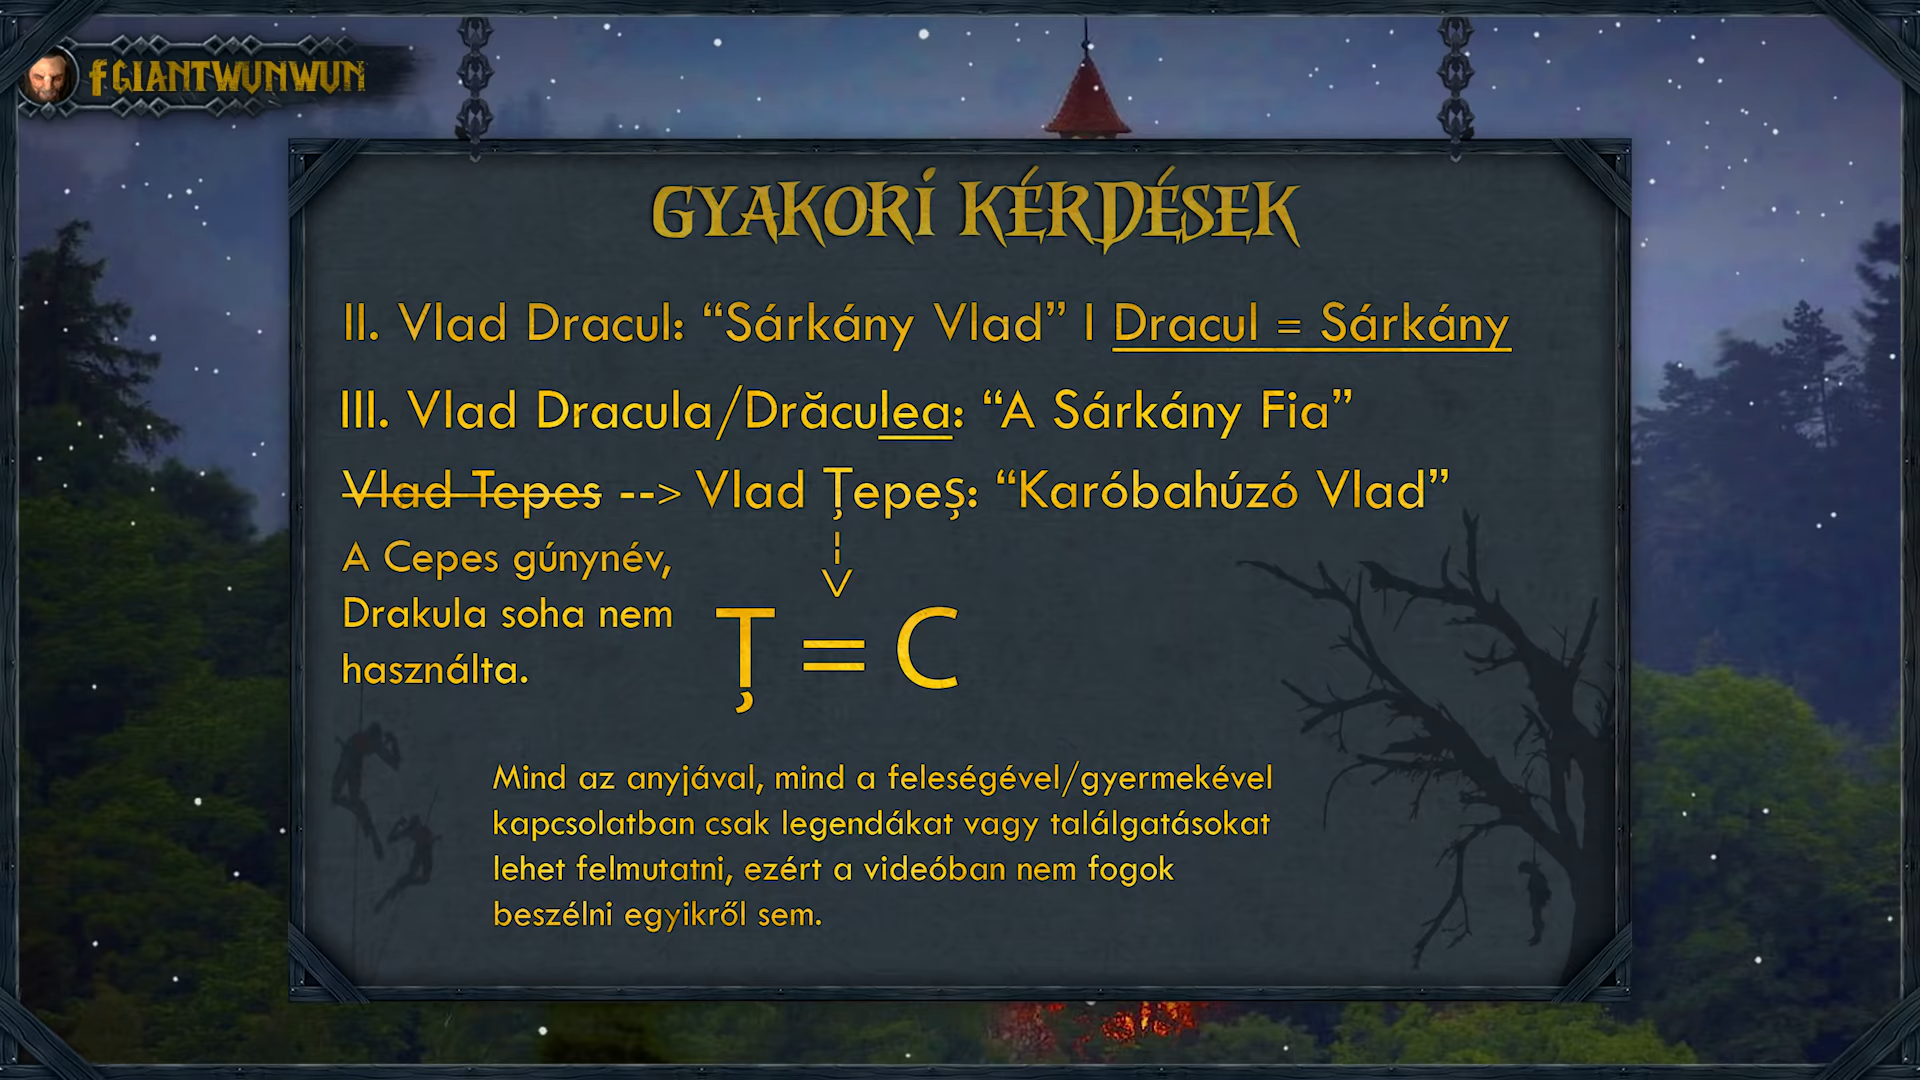 fGIANTWUNWUN
GYAKORI KÉRDÉSEK
II. Vlad Dracul: “Sárkány Vlad” I Dracul = Sárkány
III. Vlad Dracula/Drăculea: “A Sárkány Fia”
Vlad Tepes --> Vlad Țepeș: “Karóbahúzó Vlad”
A Cepes gúnynév,
Drakula soha nem
használta.
Ț = C
Mind az anyjával, mind a feleségével/gyermekével
kapcsolatban csak legendákat vagy találgatásokat
lehet felmutatni, ezért a videóban nem fogok
beszélni egyikről sem.